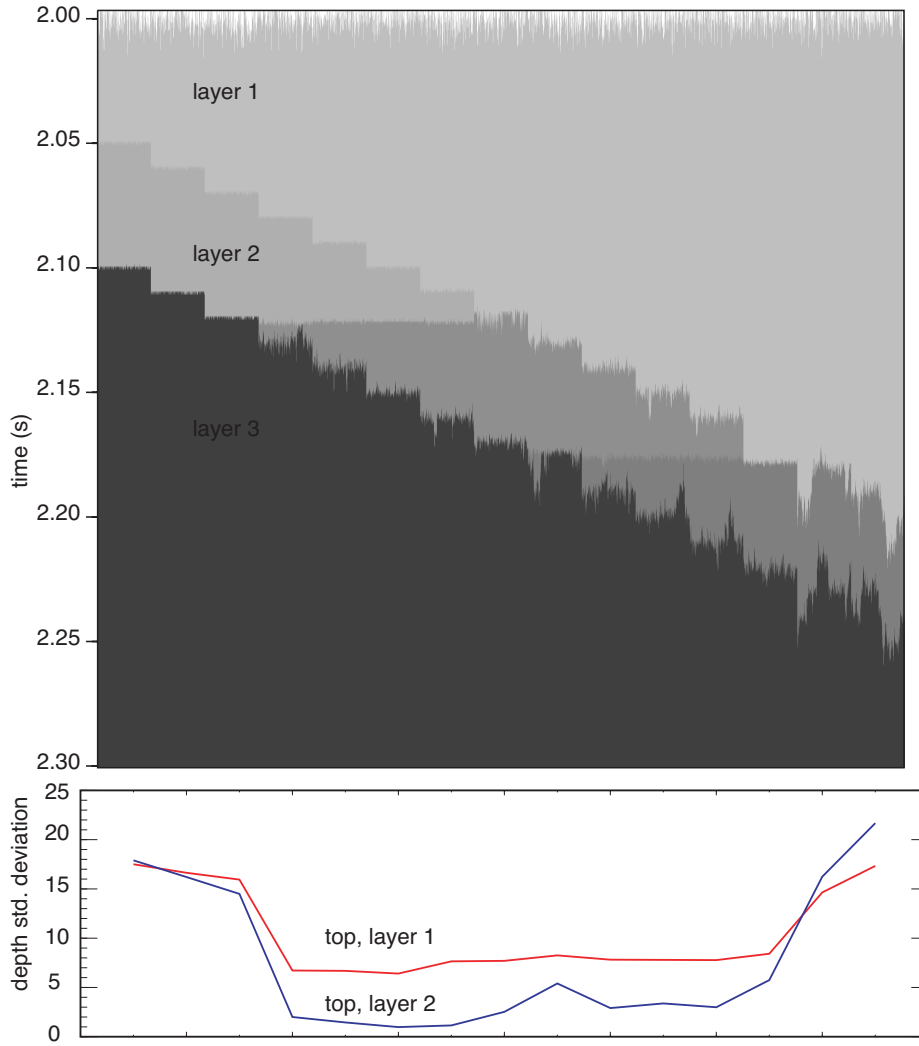 2.00
layer 1
2.05
layer 2
2.10
2.15
layer 3
time (s)
2.20
2.25
2.30
25
20
15
top, layer 1
10
5
top, layer 2
0
depth std. deviation